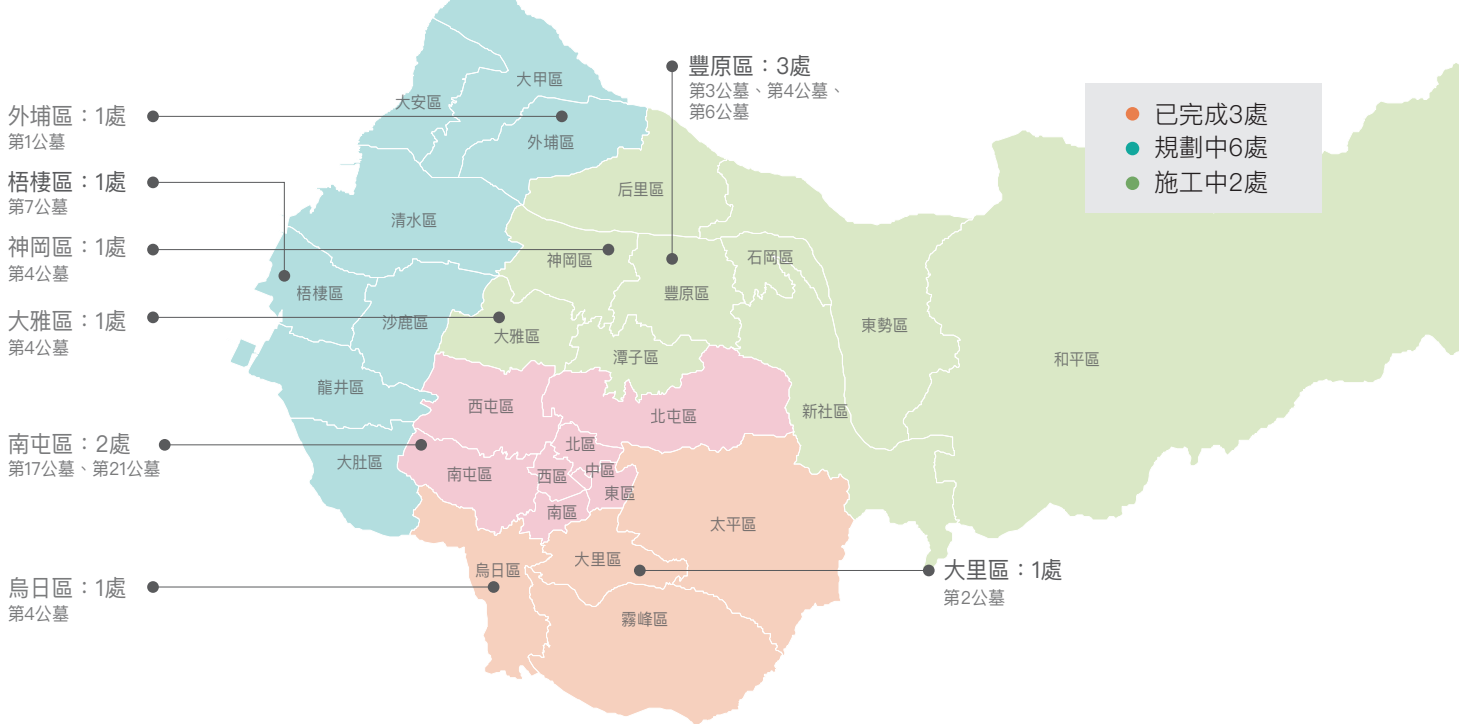 外埔區：1處
第1公墓
梧棲區：1處
第7公墓
神岡區：1處
第4公墓
大雅區：1處
第4公墓
南屯區：2處
第17公墓、第21公墓
烏日區：1處
第4公墓
豐原區：3處
第3公墓、第4公墓、
第6公墓
大里區：1處
第2公墓
已完成3處
規劃中6處
施工中2處
大甲區
大安區
外埔區
后里區
清水區
神岡區
石岡區
梧棲區
豐原區
沙鹿區
東勢區
大雅區
潭子區
和平區
龍井區
西屯區
北屯區
新社區
北區
大肚區
南屯區
西區
中區
東區
南區
太平區
大里區
烏日區
霧峰區